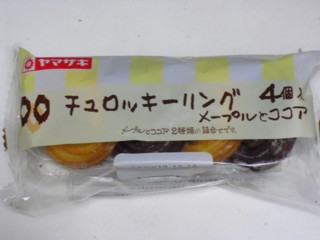 ヤマザキ
チュロッキーリング 4個入
メープルとココア
メープルとココア 2種類の詰合せです。